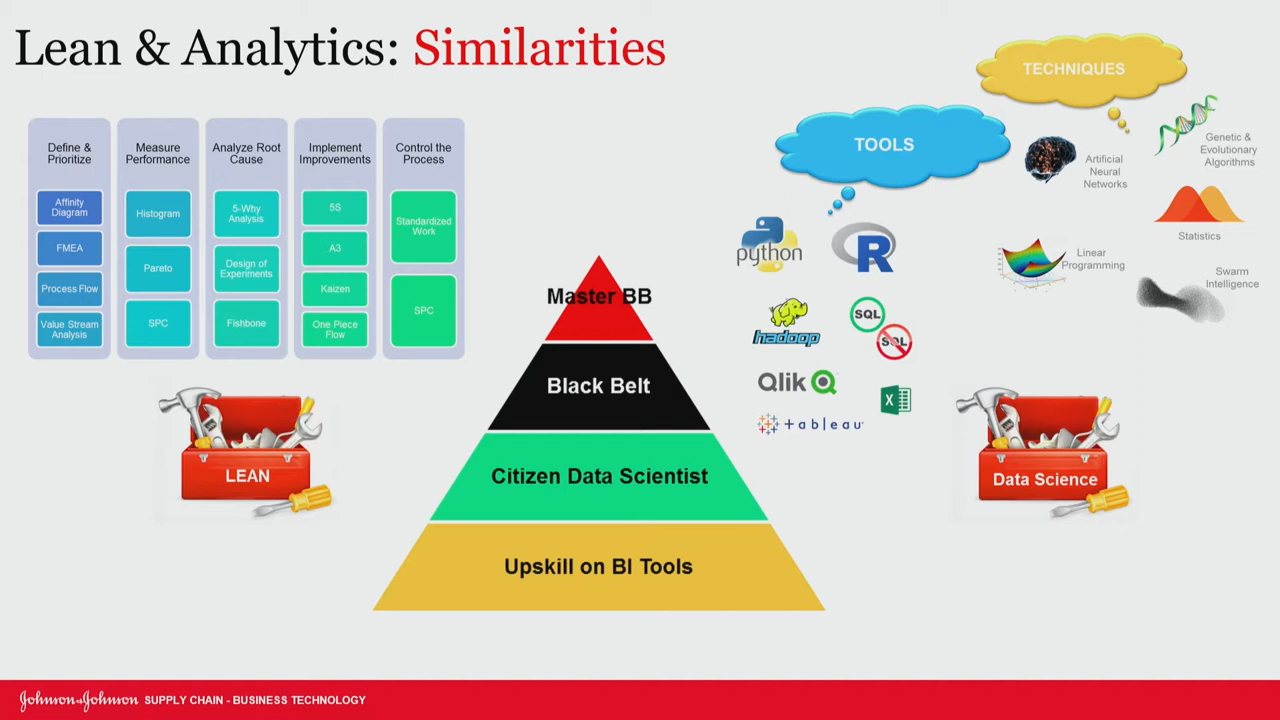 Lean & Analytics: Similarities
Define &
Prioritize
Affinity
Diagram
FMEA
Process Flow
Value Stream
Analysis
Measure
Performance
Histogram
Pareto
SPC
Analyze Root
Cause
5-Why
Analysis
Design of
Experiments
Fishbone
Implement
Improvements
5S
A3
Kaizen
One Piece
Flow
Control the
Process
Standardized
Work
SPC
LEAN
Master BB
Black Belt
Citizen Data Scientist
Upskill on BI Tools
TOOLS
python
R
hadoop
SQL
SQL
Qlik Q
X
+ableau
TECHNIQUES
Artificial
Neural
Networks
Genetic &
Evolutionary
Algorithms
Statistics
Linear
Programming
Swarm
Intelligence
Data Science
Johnson & Johnson SUPPLY CHAIN - BUSINESS TECHNOLOGY